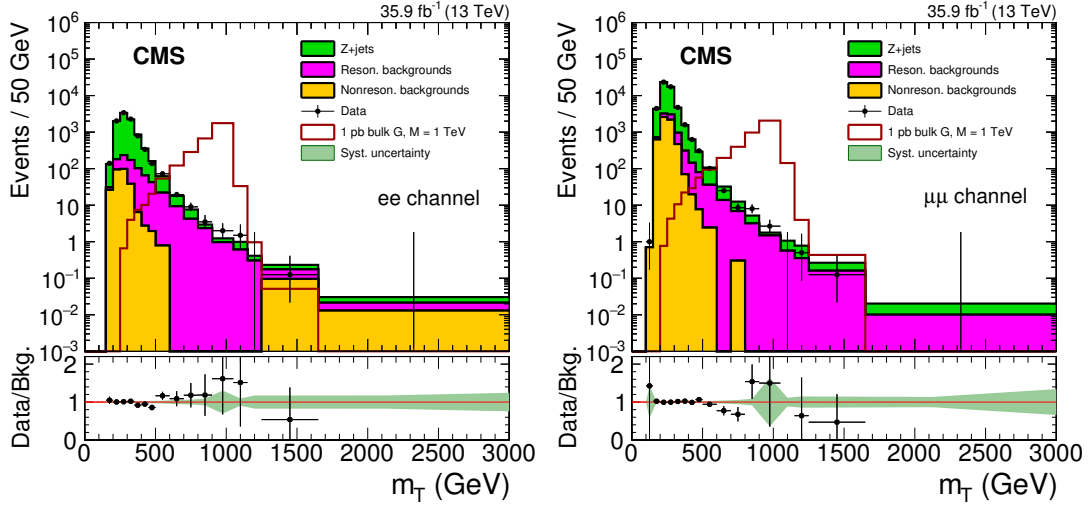 35.9 fb⁻¹ (13 TeV)
Events / 50 GeV
10⁶
10⁵
10⁴
10³
10²
10
1
10⁻¹
10⁻²
10⁻³
CMS
Z+jets
Reson. backgrounds
Nonreson. backgrounds
Data
1 pb bulk G, M = 1 TeV
Syst. uncertainty
ee channel
Data/Bkg.
2
1
0
0 500 1000 1500 2000 2500 3000
m_T (GeV)
35.9 fb⁻¹ (13 TeV)
Events / 50 GeV
10⁶
10⁵
10⁴
10³
10²
10
1
10⁻¹
10⁻²
10⁻³
CMS
Z+jets
Reson. backgrounds
Nonreson. backgrounds
Data
1 pb bulk G, M = 1 TeV
Syst. uncertainty
μμ channel
Data/Bkg.
2
1
0
0 500 1000 1500 2000 2500 3000
m_T (GeV)